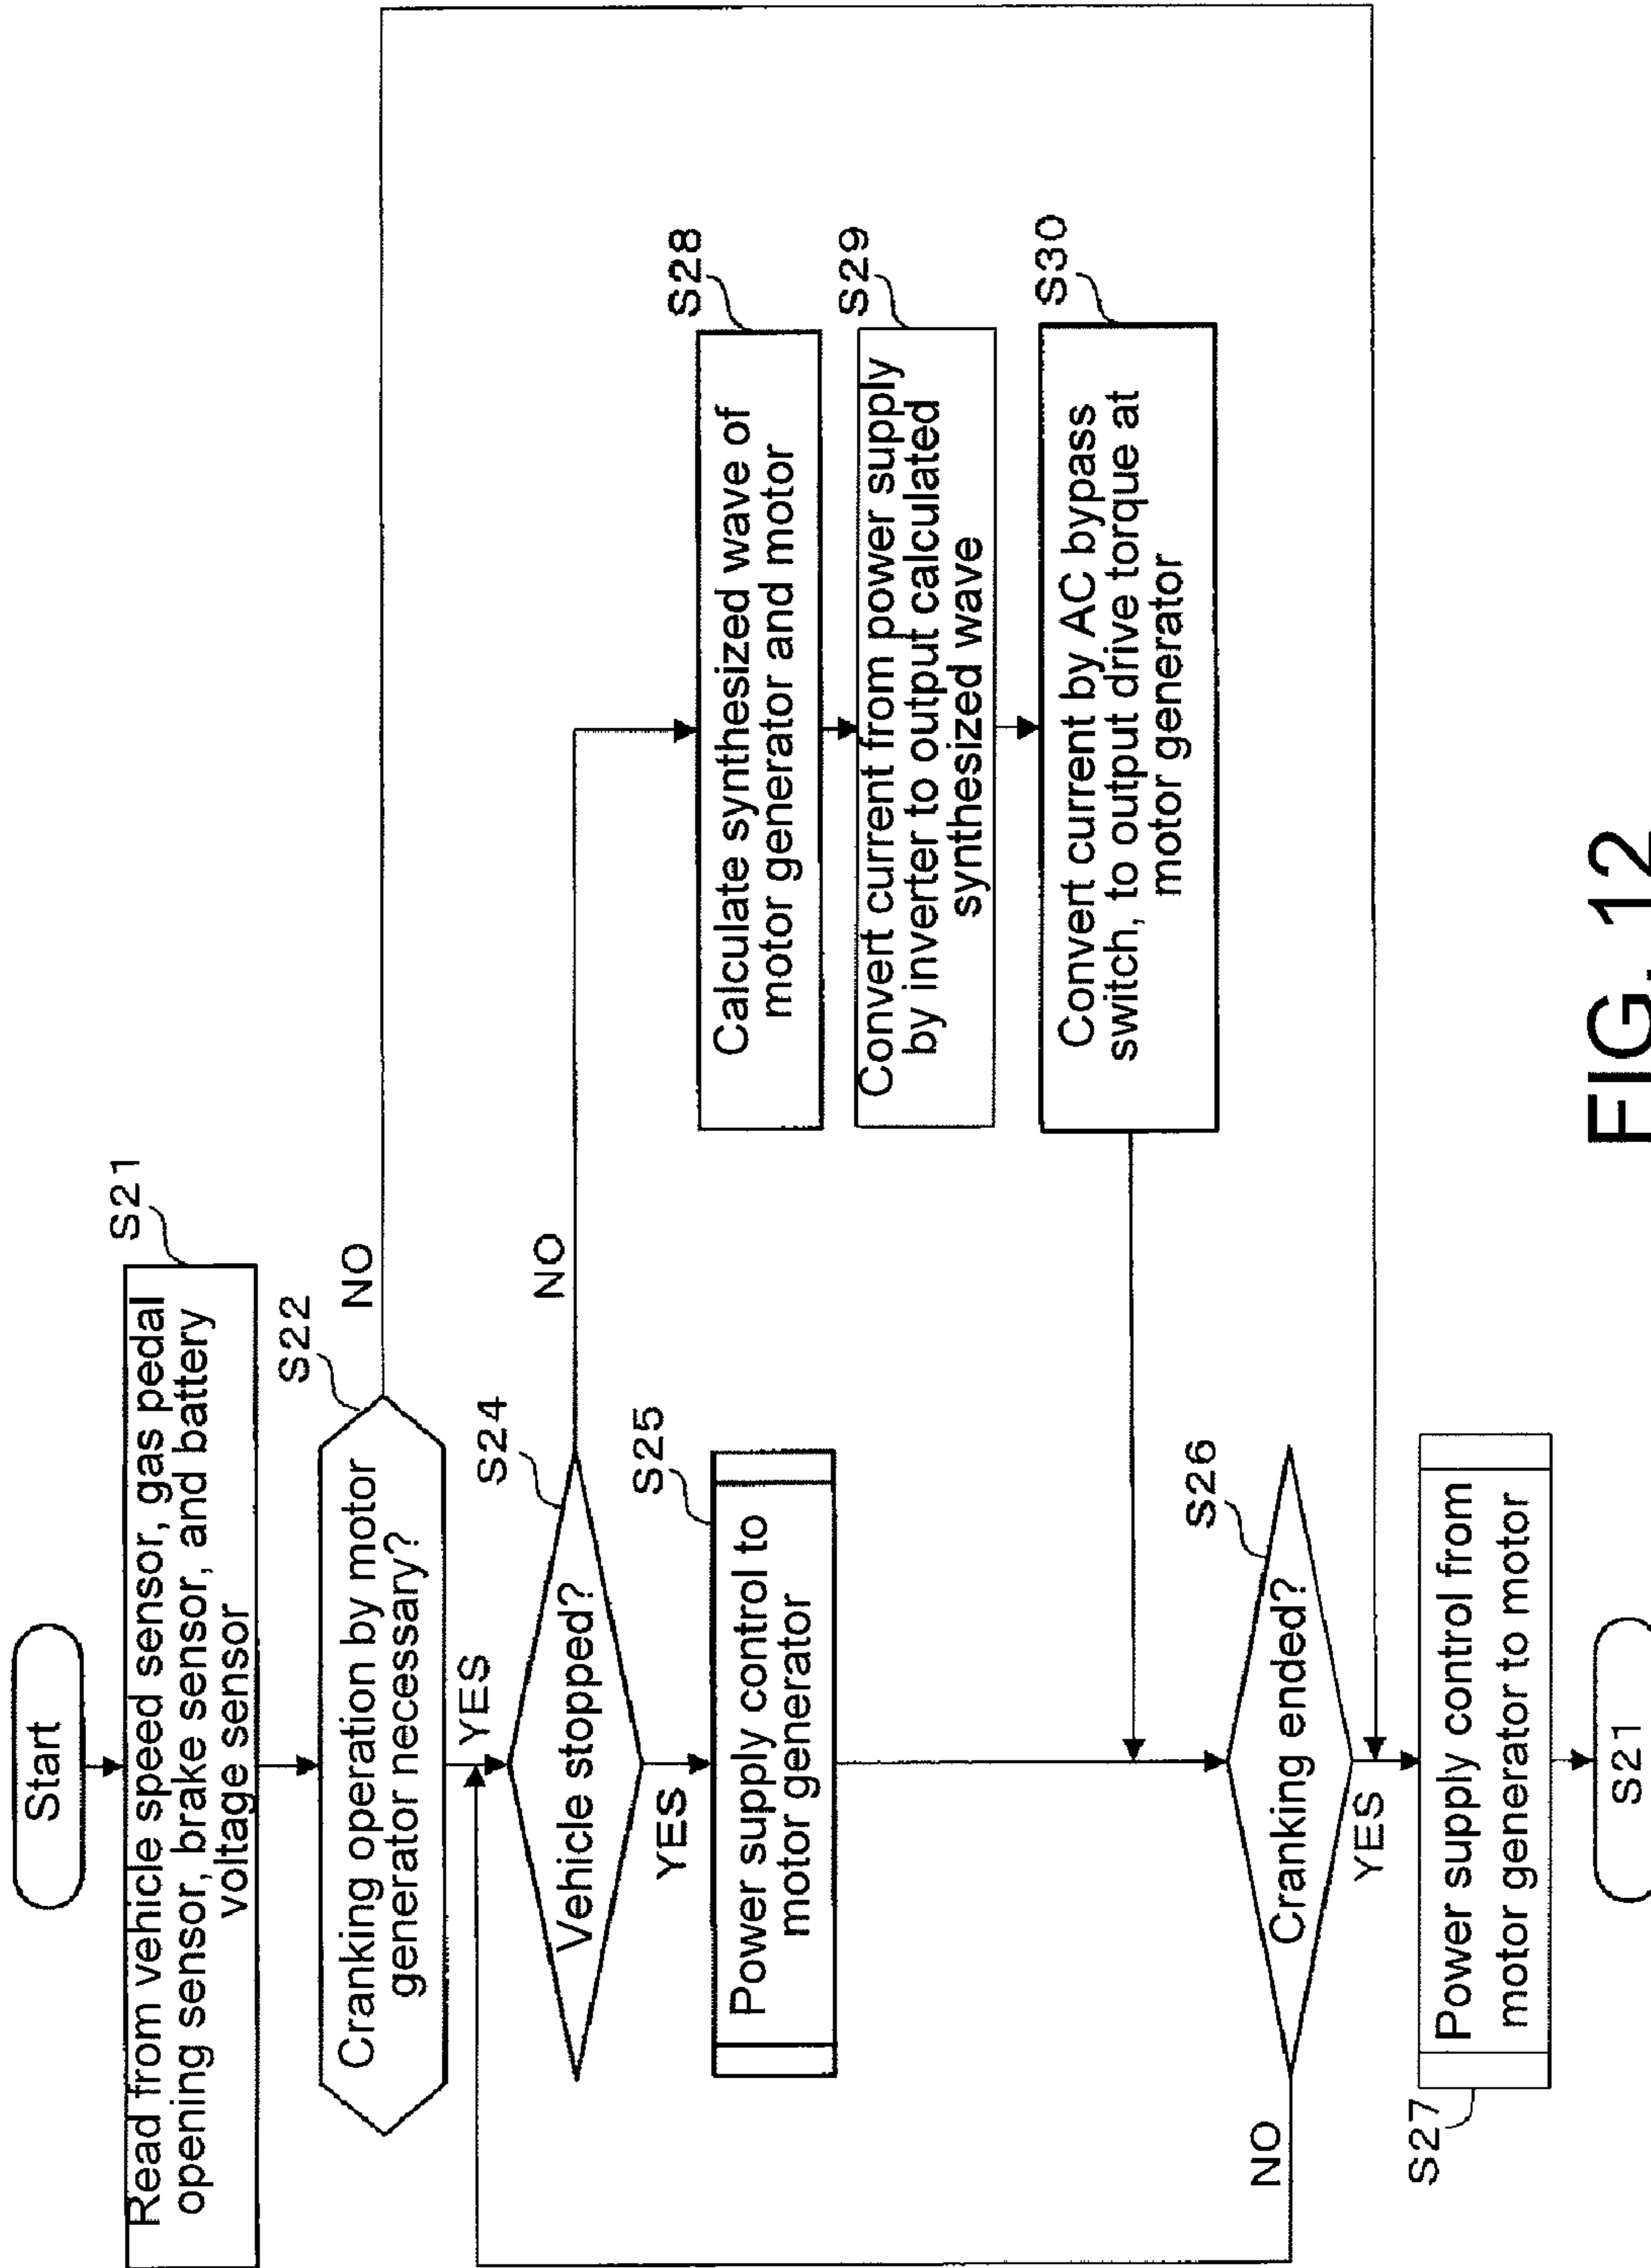 Start
S21
Read from vehicle speed sensor, gas pedal
opening sensor, brake sensor, and battery
voltage sensor
S22
Cranking operation by motor
generator necessary?
NO
YES
S24
Vehicle stopped?
NO
YES
S25
Power supply control to
motor generator
S28
Calculate synthesized wave of
motor generator and motor
S29
Convert current from power supply
by inverter to output calculated
synthesized wave
S30
Convert current by AC bypass
switch, to output drive torque at
motor generator
S26
Cranking ended?
NO
YES
S27
Power supply control from
motor generator to motor
S21
FIG. 12